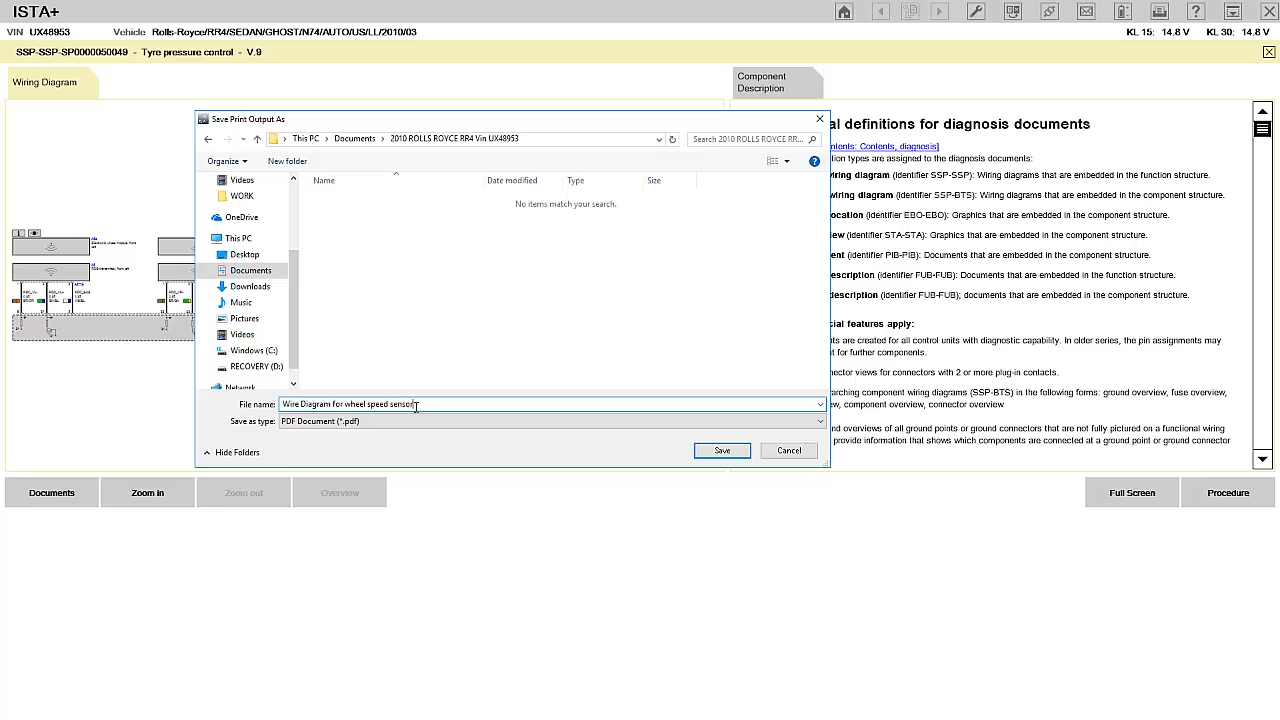 ISTA+
VIN UX48953 Vehicle Rolls-Royce/RR4/SEDAN/GHOST/N74/AUTO/US/LL/2010/03 KL 15: 14.8 V KL 30: 14.8 V
SSP-SSP-SP0000050049 - Tyre pressure control - V.9
Wiring Diagram
Component
Description
Save Print Output As
This PC Documents 2010 ROLLS ROYCE RR4 Vin UX48953
Search 2010 ROLLS ROYCE RR...
Organize New folder
Videos
WORK
OneDrive
This PC
Desktop
Documents
Downloads
Music
Pictures
Videos
Windows (C:)
RECOVERY (D:)
Network
Name Date modified Type Size
No items match your search.
File name: Wire Diagram for wheel speed sensor
Save as type: PDF Document (*.pdf)
Hide Folders
Save Cancel
al definitions for diagnosis documents
ntents: Contents, diagnosis]
ion types are assigned to the diagnosis documents:
iring diagram (identifier SSP-SSP): Wiring diagrams that are embedded in the function structure.
wiring diagram (identifier SSP-BTS): Wiring diagrams that are embedded in the component structure.
ocation (identifier EBO-EBO): Graphics that are embedded in the component structure.
ew (identifier STA-STA): Graphics that are embedded in the component structure.
ent (identifier PIB-PIB): Documents that are embedded in the component structure.
escription (identifier FUB-FUB): Documents that are embedded in the function structure.
description (identifier FUB-FUB); documents that are embedded in the component structure.
cial features apply:
ts are created for all control units with diagnostic capability. In older series, the pin assignments may
t for further components.
nector views for connectors with 2 or more plug-in contacts.
arching component wiring diagrams (SSP-BTS) in the following forms: ground overview, fuse overview,
w, component overview, connector overview
nd overviews of all ground points or ground connectors that are not fully pictured on a functional wiring
provide information that shows which components are connected at a ground point or ground connector
Documents Zoom in Zoom out Overview Full Screen Procedure